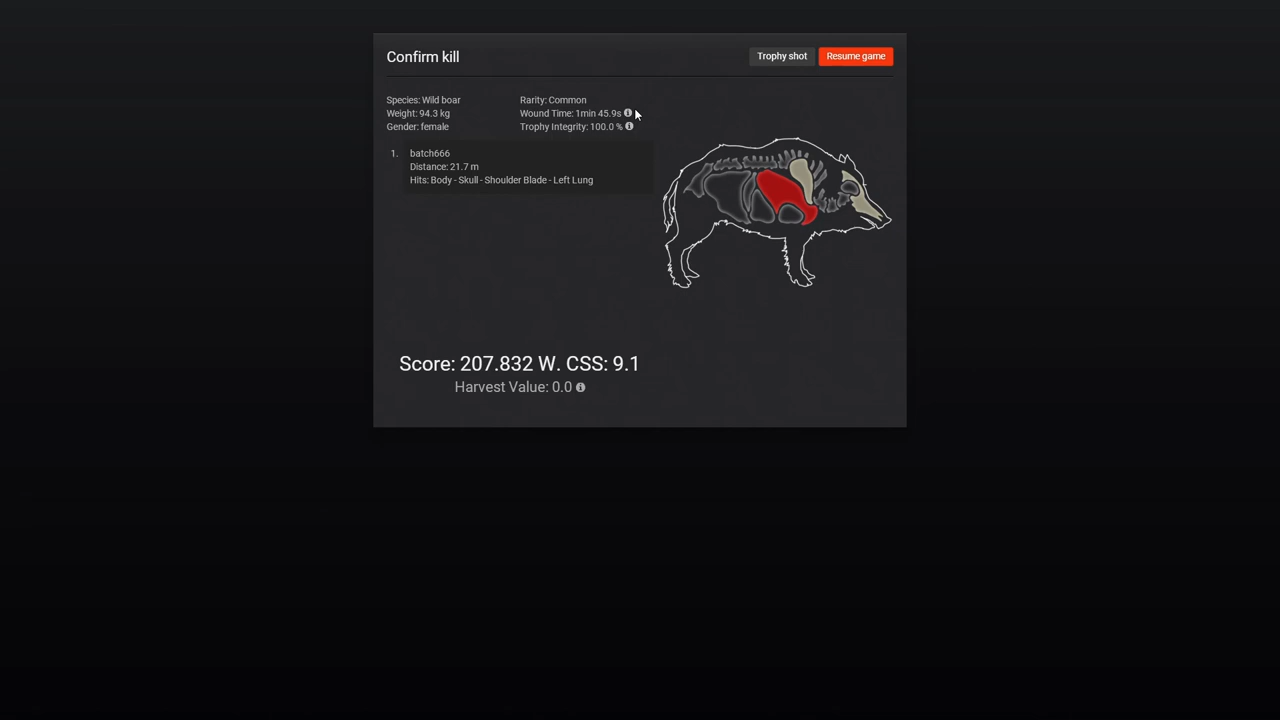 Confirm kill
Trophy shot
Resume game
Species: Wild boar
Weight: 94.3 kg
Gender: female
Rarity: Common
Wound Time: 1min 45.9s
Trophy Integrity: 100.0 %
1. batch666
Distance: 21.7 m
Hits: Body - Skull - Shoulder Blade - Left Lung
Score: 207.832 W. CSS: 9.1
Harvest Value: 0.0